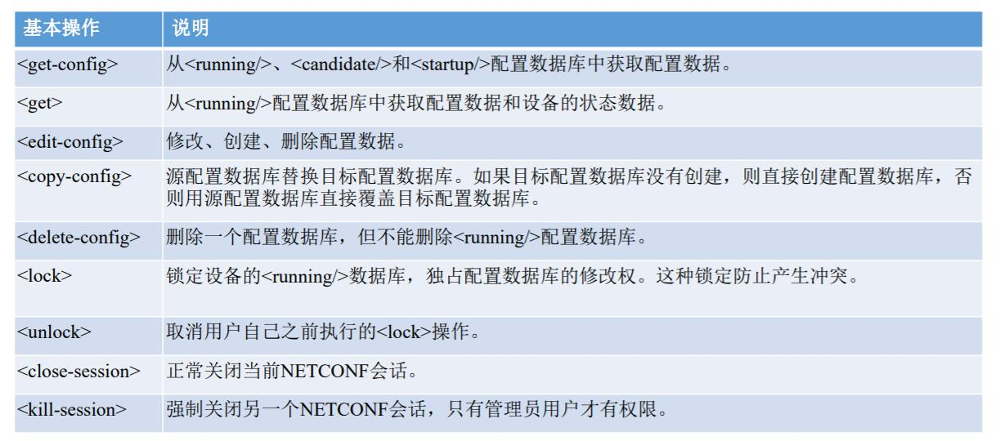 基本操作 说明
<get-config> 从<running/>、<candidate/>和<startup/>配置数据库中获取配置数据。
<get> 从<running/>配置数据库中获取配置数据和设备的状态数据。
<edit-config> 修改、创建、删除配置数据。
<copy-config> 源配置数据库替换目标配置数据库。如果目标配置数据库没有创建，则直接创建配置数据库，否
则用源配置数据库直接覆盖目标配置数据库。
<delete-config> 删除一个配置数据库，但不能删除<running/>配置数据库。
<lock> 锁定设备的<running/>数据库，独占配置数据库的修改权。这种锁定防止产生冲突。
<unlock> 取消用户自己之前执行的<lock>操作。
<close-session> 正常关闭当前NETCONF会话。
<kill-session> 强制关闭另一个NETCONF会话，只有管理员用户才有权限。